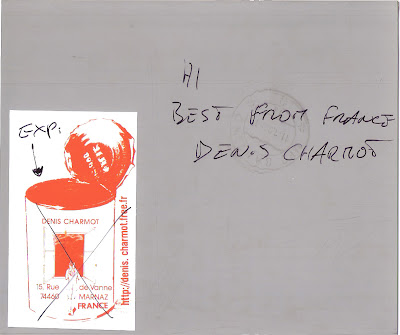 HI
BEST FROM FRANCE
DENIS CHARMOT
EXP:
DENIS CHARMOT
15. Rue de Vanne
74460 MARNAZ
FRANCE
http://denis.charmot.free.fr